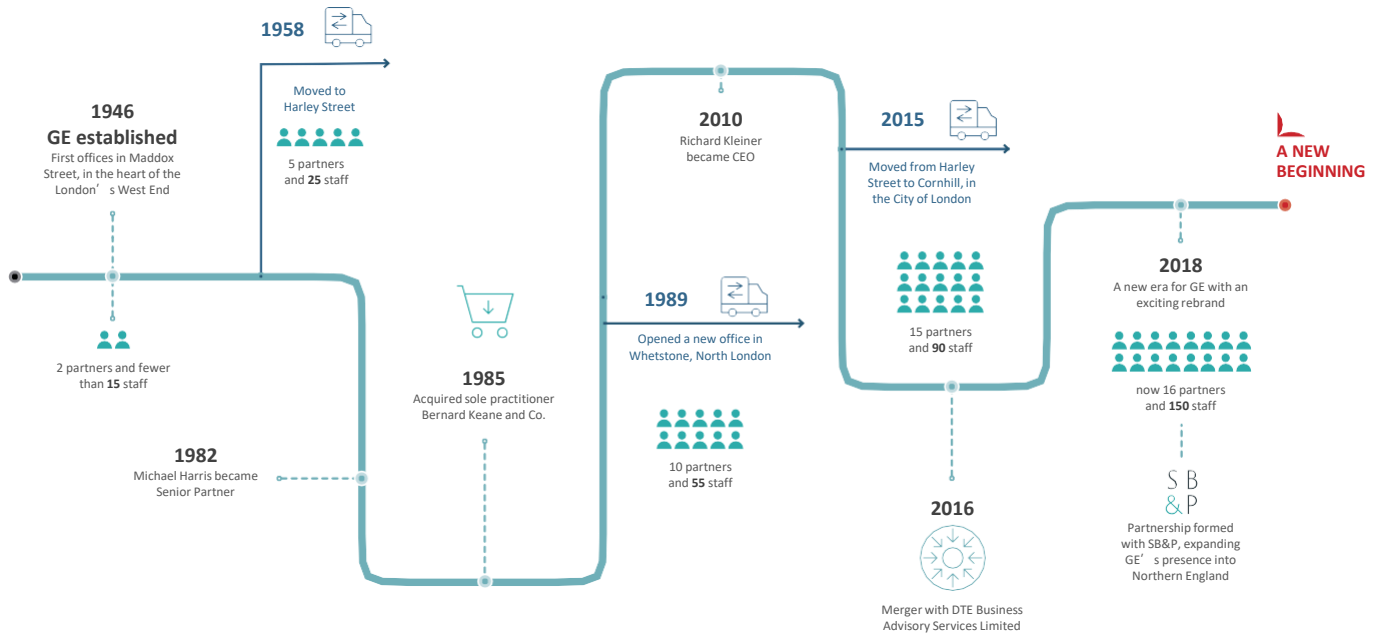 1946
GE established
First offices in Maddox
Street, in the heart of the
London' s West End
2 partners and fewer
than 15 staff
1958
Moved to
Harley Street
5 partners
and 25 staff
1982
Michael Harris became
Senior Partner
1985
Acquired sole practitioner
Bernard Keane and Co.
1989
Opened a new office in
Whetstone, North London
10 partners
and 55 staff
2010
Richard Kleiner
became CEO
2015
Moved from Harley
Street to Cornhill, in
the City of London
15 partners
and 90 staff
2016
Merger with DTE Business
Advisory Services Limited
2018
A new era for GE with an
exciting rebrand
now 16 partners
and 150 staff
S B
& P
Partnership formed
with SB&P, expanding
GE' s presence into
Northern England
A NEW
BEGINNING